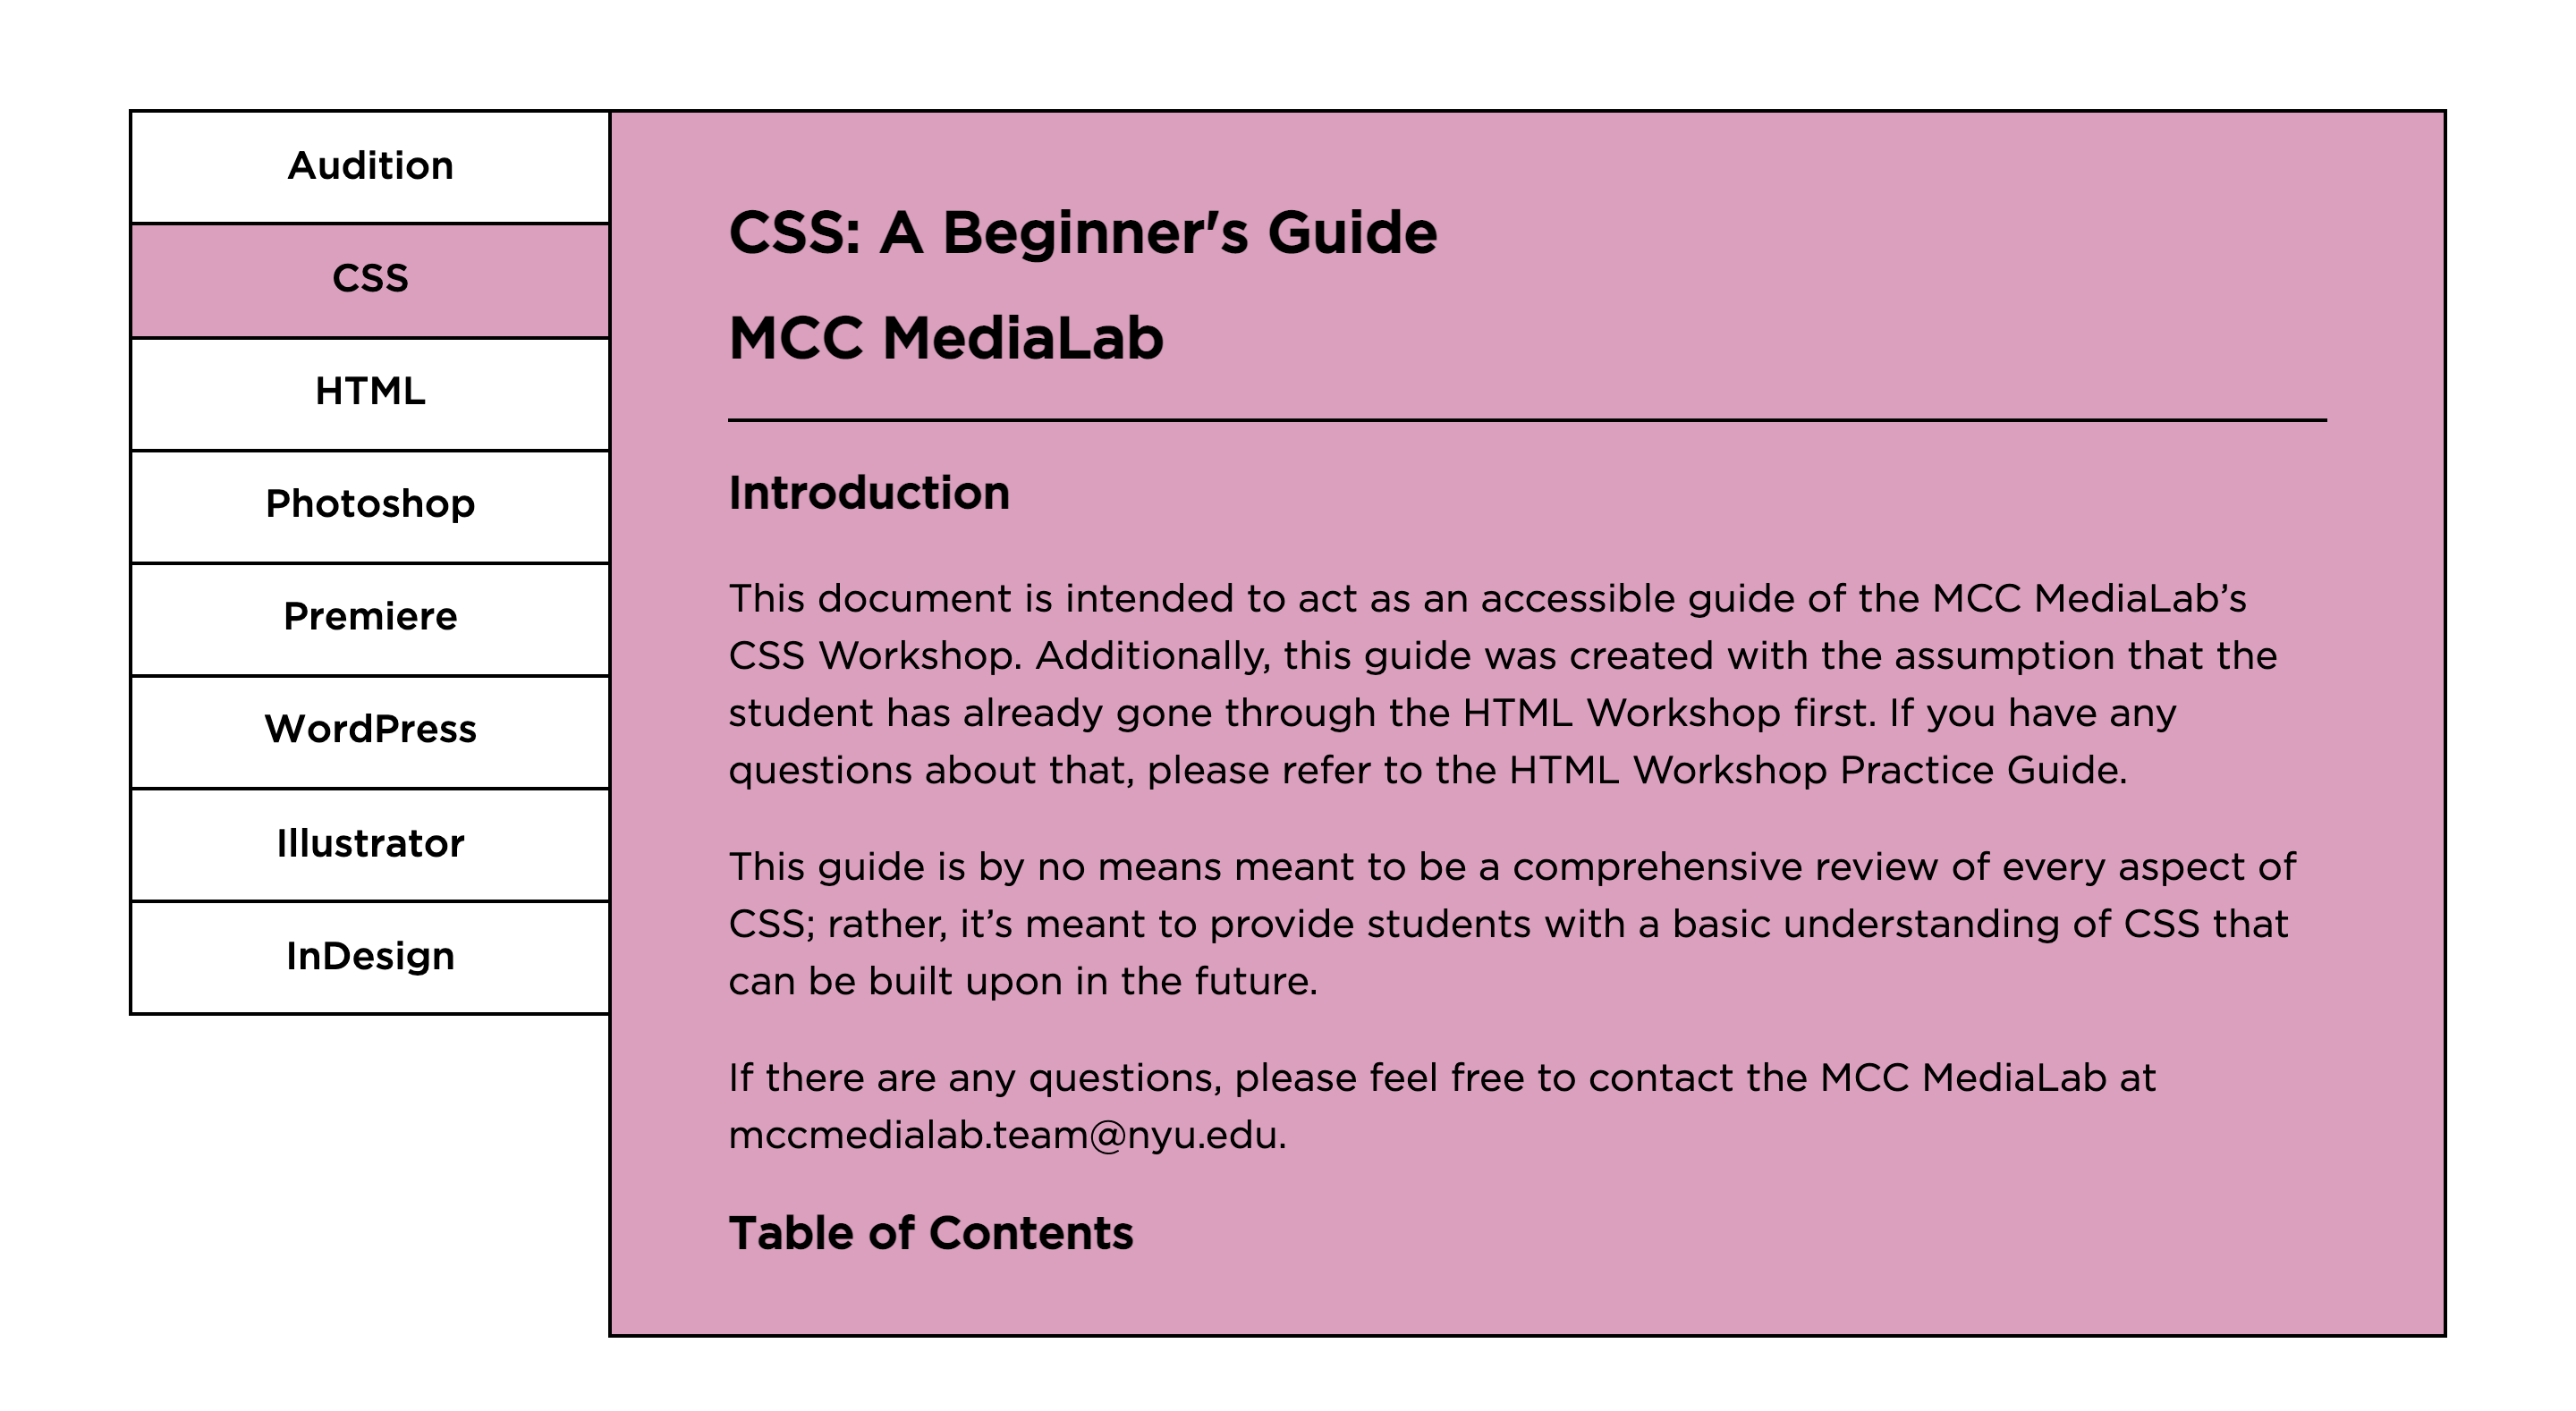 Audition
CSS
HTML
Photoshop
Premiere
WordPress
Illustrator
InDesign
CSS: A Beginner's Guide
MCC MediaLab
Introduction
This document is intended to act as an accessible guide of the MCC MediaLab’s
CSS Workshop. Additionally, this guide was created with the assumption that the
student has already gone through the HTML Workshop first. If you have any
questions about that, please refer to the HTML Workshop Practice Guide.
This guide is by no means meant to be a comprehensive review of every aspect of
CSS; rather, it’s meant to provide students with a basic understanding of CSS that
can be built upon in the future.
If there are any questions, please feel free to contact the MCC MediaLab at
mccmedialab.team@nyu.edu.
Table of Contents